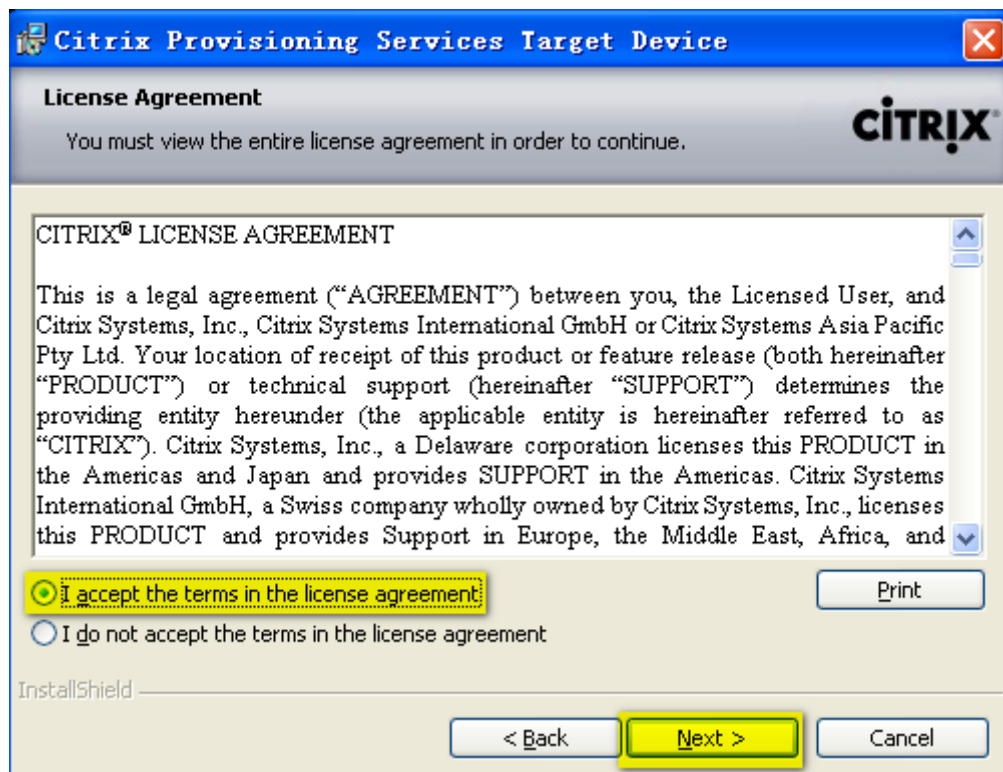 Citrix Provisioning Services Target Device
License Agreement
You must view the entire license agreement in order to continue.
CİTRIX
CITRIX® LICENSE AGREEMENT
This is a legal agreement (“AGREEMENT”) between you, the Licensed User, and
Citrix Systems, Inc., Citrix Systems International GmbH or Citrix Systems Asia Pacific
Pty Ltd. Your location of receipt of this product or feature release (both hereinafter
“PRODUCT”) or technical support (hereinafter “SUPPORT”) determines the
providing entity hereunder (the applicable entity is hereinafter referred to as
“CITRIX”). Citrix Systems, Inc., a Delaware corporation licenses this PRODUCT in
the Americas and Japan and provides SUPPORT in the Americas. Citrix Systems
International GmbH, a Swiss company wholly owned by Citrix Systems, Inc., licenses
this PRODUCT and provides Support in Europe, the Middle East, Africa, and
I accept the terms in the license agreement
Print
I do not accept the terms in the license agreement
InstallShield
< Back
Next >
Cancel